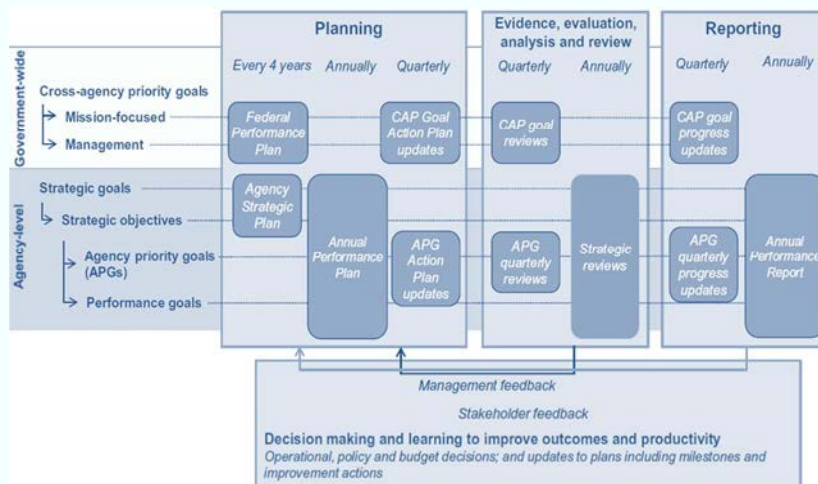 Planning
Evidence, evaluation,
analysis and review
Reporting
Every 4 years
Annually
Quarterly
Quarterly
Annually
Quarterly
Annually
Government-wide
Cross-agency priority goals
Mission-focused
Management
Federal
Performance
Plan
CAP Goal
Action Plan
updates
CAP goal
reviews
CAP goal
progress
updates
Agency-level
Strategic goals
Strategic objectives
Agency priority goals
(APGs)
Performance goals
Agency
Strategic
Plan
Annual
Performance
Plan
APG
Action
Plan
updates
APG
quarterly
reviews
Strategic
reviews
APG
quarterly
progress
updates
Annual
Performance
Report
Management feedback
Stakeholder feedback
Decision making and learning to improve outcomes and productivity
Operational, policy and budget decisions; and updates to plans including milestones and
improvement actions